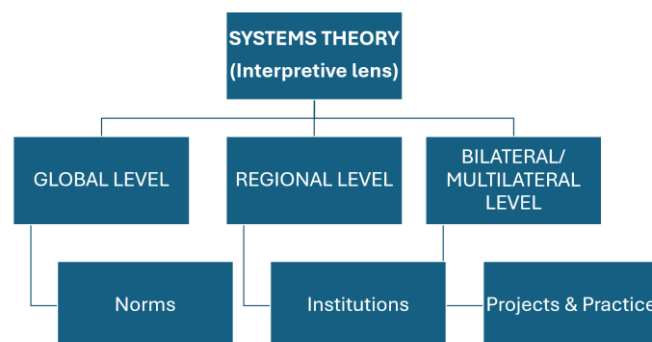 SYSTEMS THEORY
(Interpretive lens)
GLOBAL LEVEL
REGIONAL LEVEL
BILATERAL/
MULTILATERAL
LEVEL
Norms
Institutions
Projects & Practice